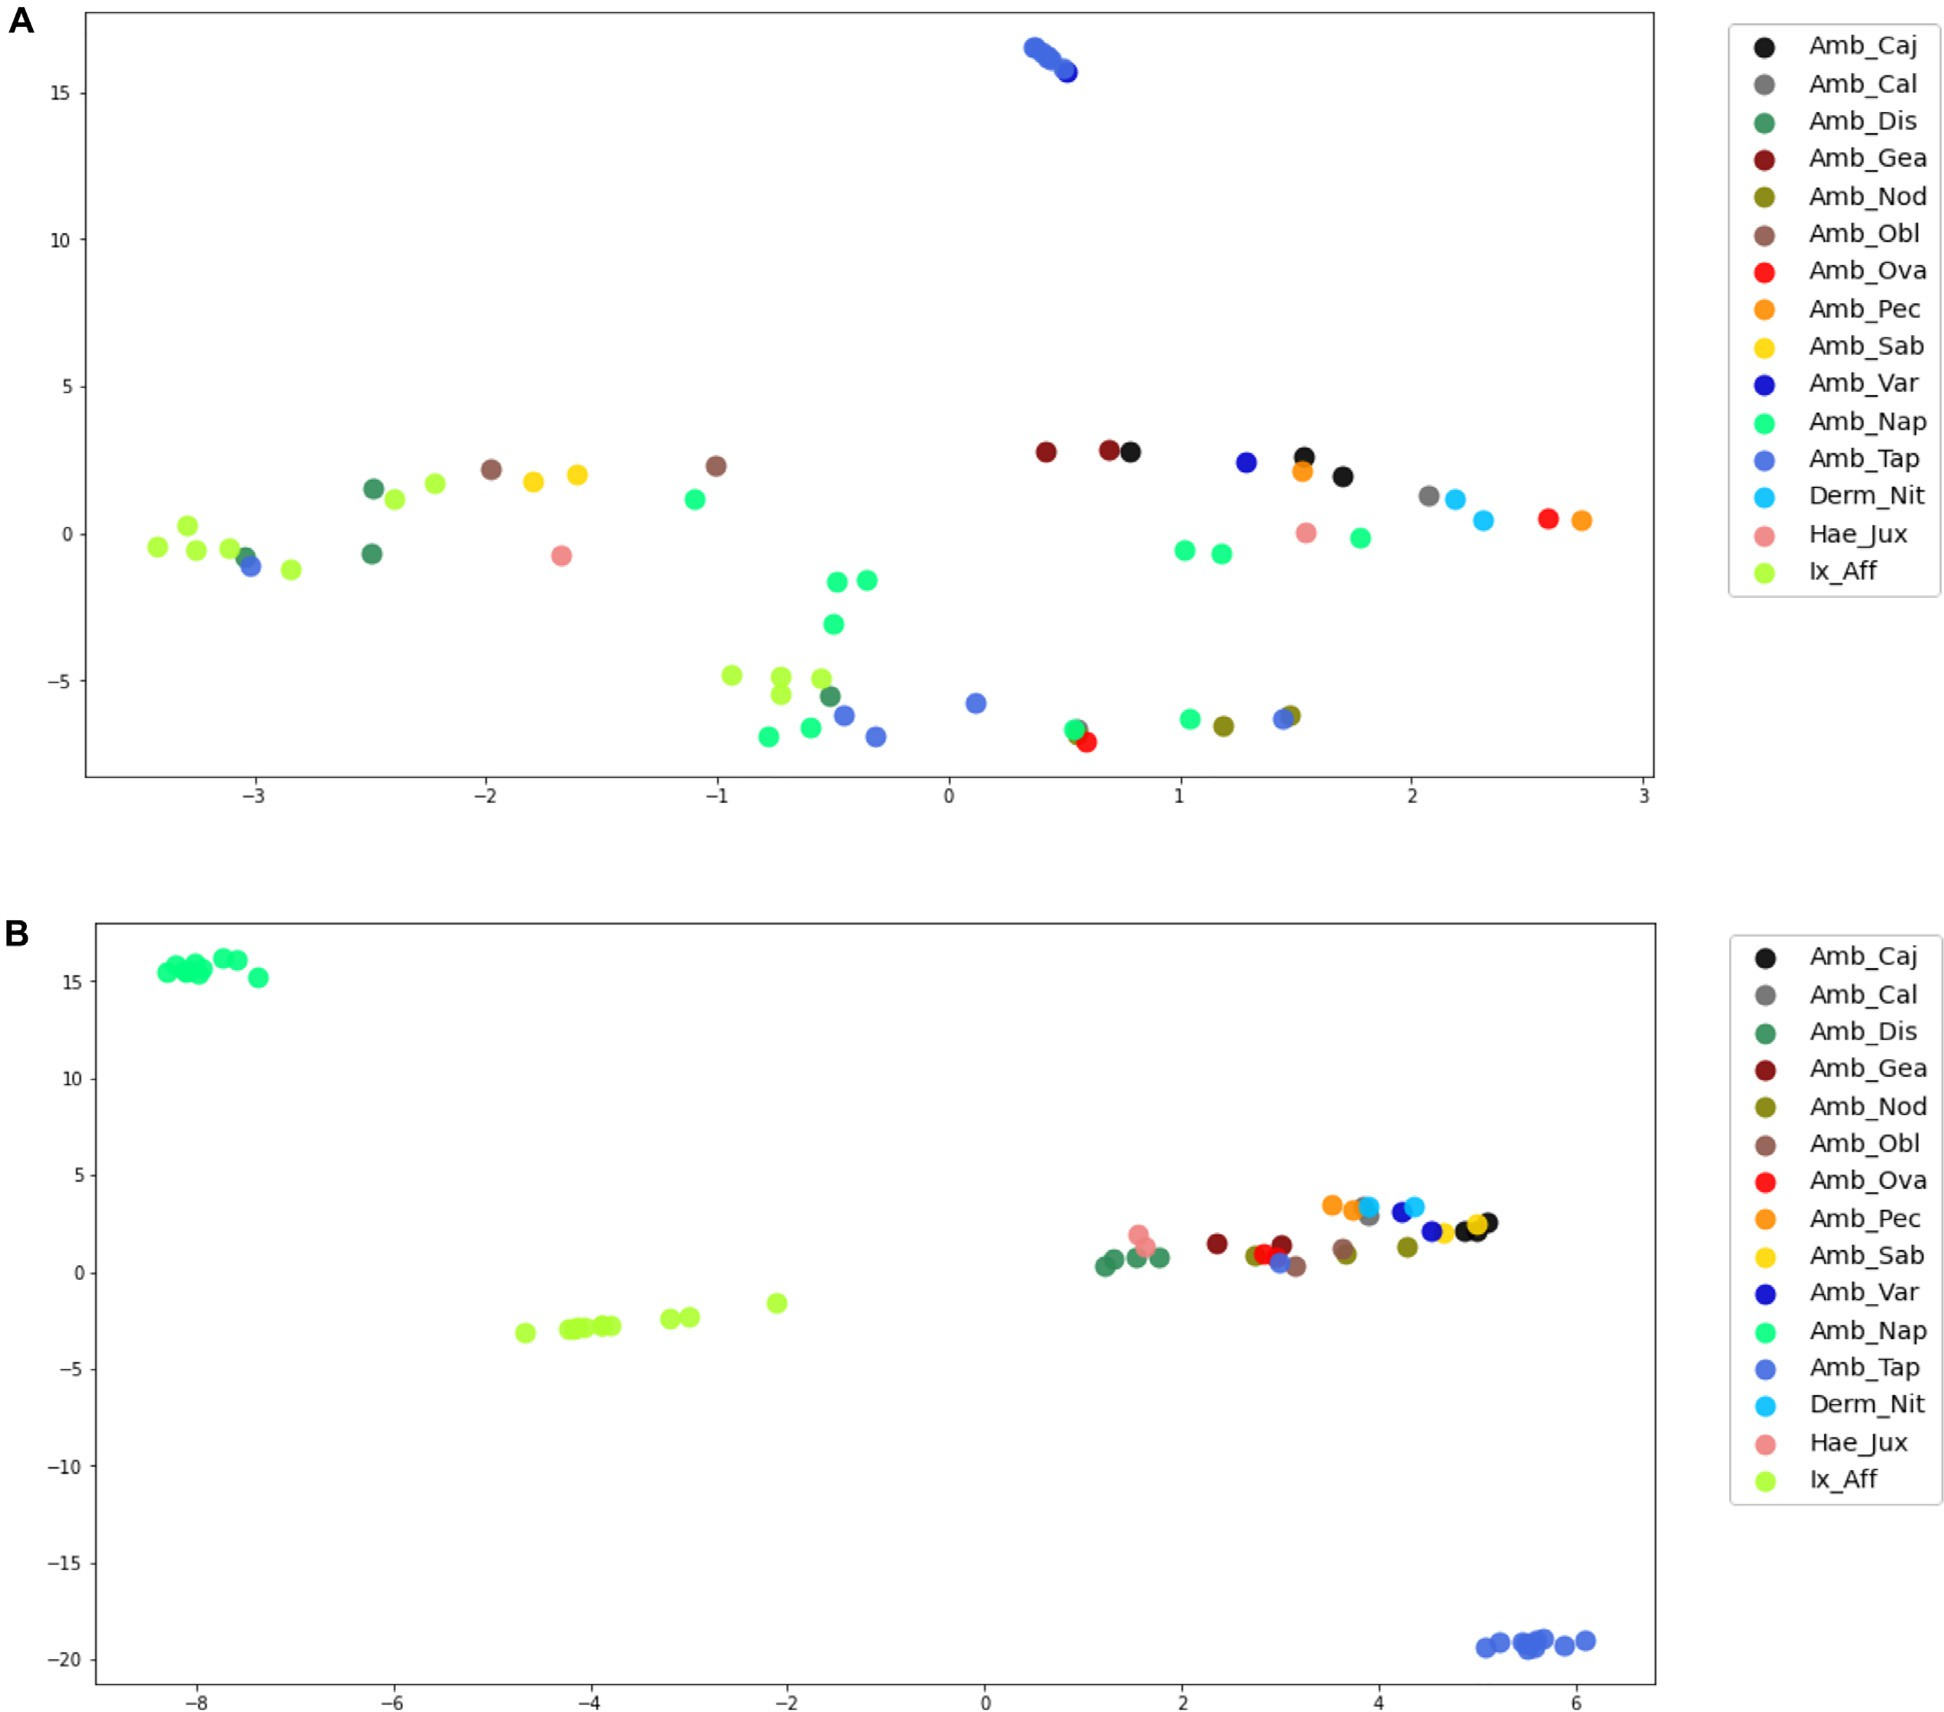 A
15
10
5
0
−5
−3 −2 −1 0 1 2 3
Amb_Caj
Amb_Cal
Amb_Dis
Amb_Gea
Amb_Nod
Amb_Obl
Amb_Ova
Amb_Pec
Amb_Sab
Amb_Var
Amb_Nap
Amb_Tap
Derm_Nit
Hae_Jux
Ix_Aff
B
15
10
5
0
−5
−10
−15
−20
−8 −6 −4 −2 0 2 4 6
Amb_Caj
Amb_Cal
Amb_Dis
Amb_Gea
Amb_Nod
Amb_Obl
Amb_Ova
Amb_Pec
Amb_Sab
Amb_Var
Amb_Nap
Amb_Tap
Derm_Nit
Hae_Jux
Ix_Aff